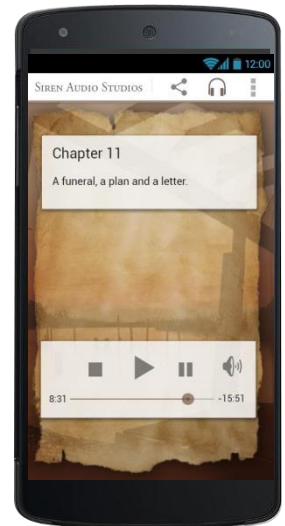 12:00
SIREN AUDIO STUDIOS
Chapter 11
A funeral, a plan and a letter.
8:31 -15:51